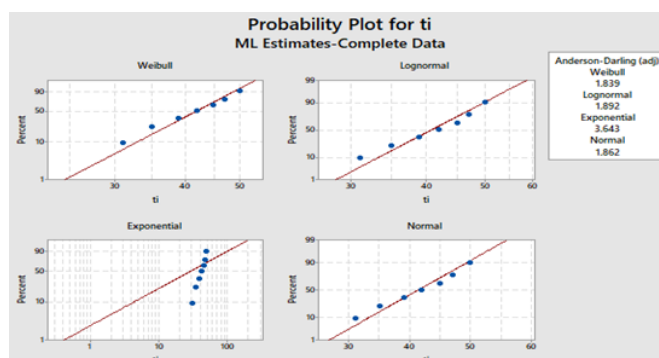 Probability Plot for ti
ML Estimates-Complete Data
Weibull
Lognormal
90
50
10
1
Percent
30
40
50
ti
99
90
50
10
1
Percent
30
40
50
60
ti
Anderson-Darling (adj)
Weibull
1.839
Lognormal
1.892
Exponential
3.643
Normal
1.862
Exponential
Normal
90
50
10
1
Percent
1
100
ti
99
90
50
10
1
Percent
30
40
50
60